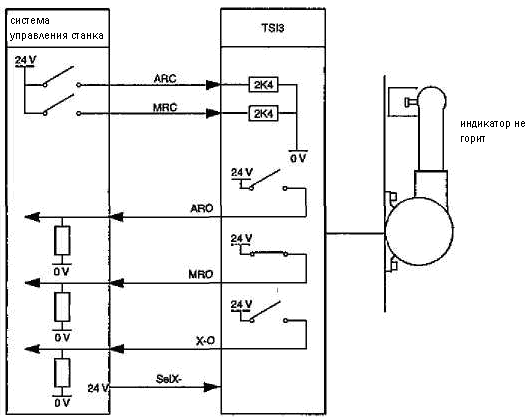 система
управления станка
TSI3
24 V
ARC
2K4
MRC
2K4
индикатор не
горит
0 V
24 V
ARO
0 V
24 V
MRO
0 V
24 V
X-O
24 V
SelX-
0 V